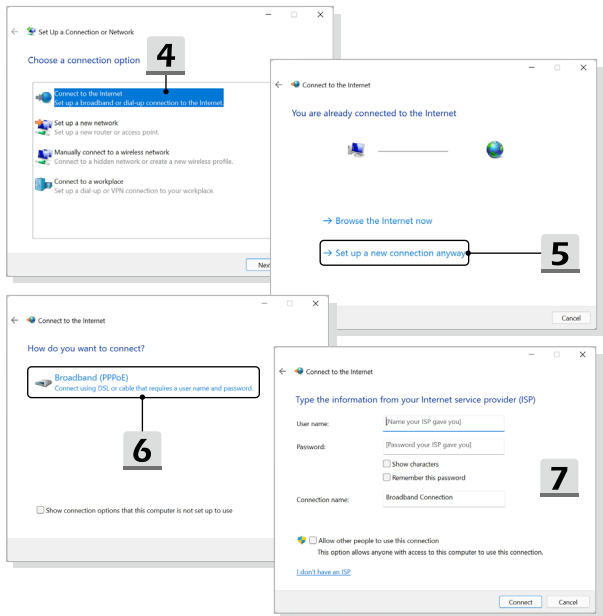 Set Up a Connection or Network
Choose a connection option
4
Connect to the Internet
Set up a broadband or dial-up connection to the Internet.
Set up a new network
Set up a new router or access point.
Manually connect to a wireless network
Connect to a hidden network or create a new wireless profile.
Connect to a workplace
Set up a dial-up or VPN connection to your workplace.
Connect to the Internet
You are already connected to the Internet
→ Browse the Internet now
→ Set up a new connection anyway
5
Cancel
Connect to the Internet
How do you want to connect?
Broadband (PPPoE)
Connect using DSL or cable that requires a user name and password.
6
Show connection options that this computer is not set up to use
Connect to the Internet
Type the information from your Internet service provider (ISP)
User name: [Name your ISP gave you]
Password: [Password your ISP gave you]
Show characters
Remember this password
7
Connection name: Broadband Connection
Allow other people to use this connection
This option allows anyone with access to this computer to use this connection.
I don't have an ISP
Connect Cancel